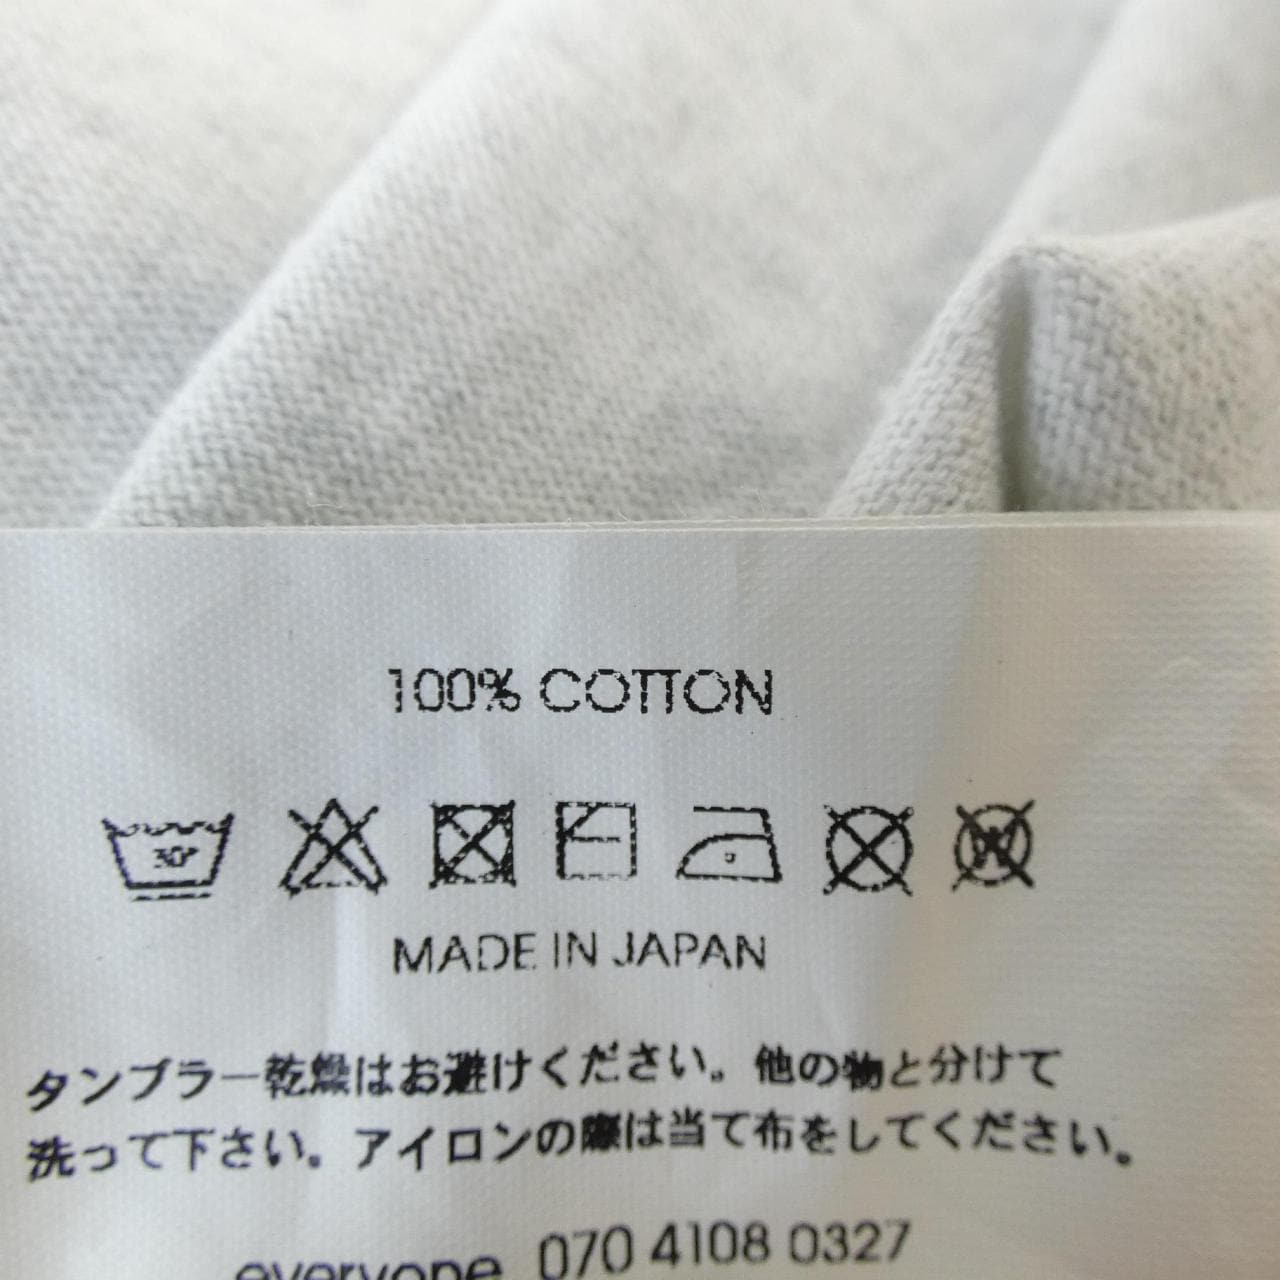 100% COTTON
30°
W
MADE IN JAPAN
タンブラー乾燥はお避けください。他の物と分けて
洗って下さい。アイロンの際は当て布をしてください。
everyone 070 4108 0327